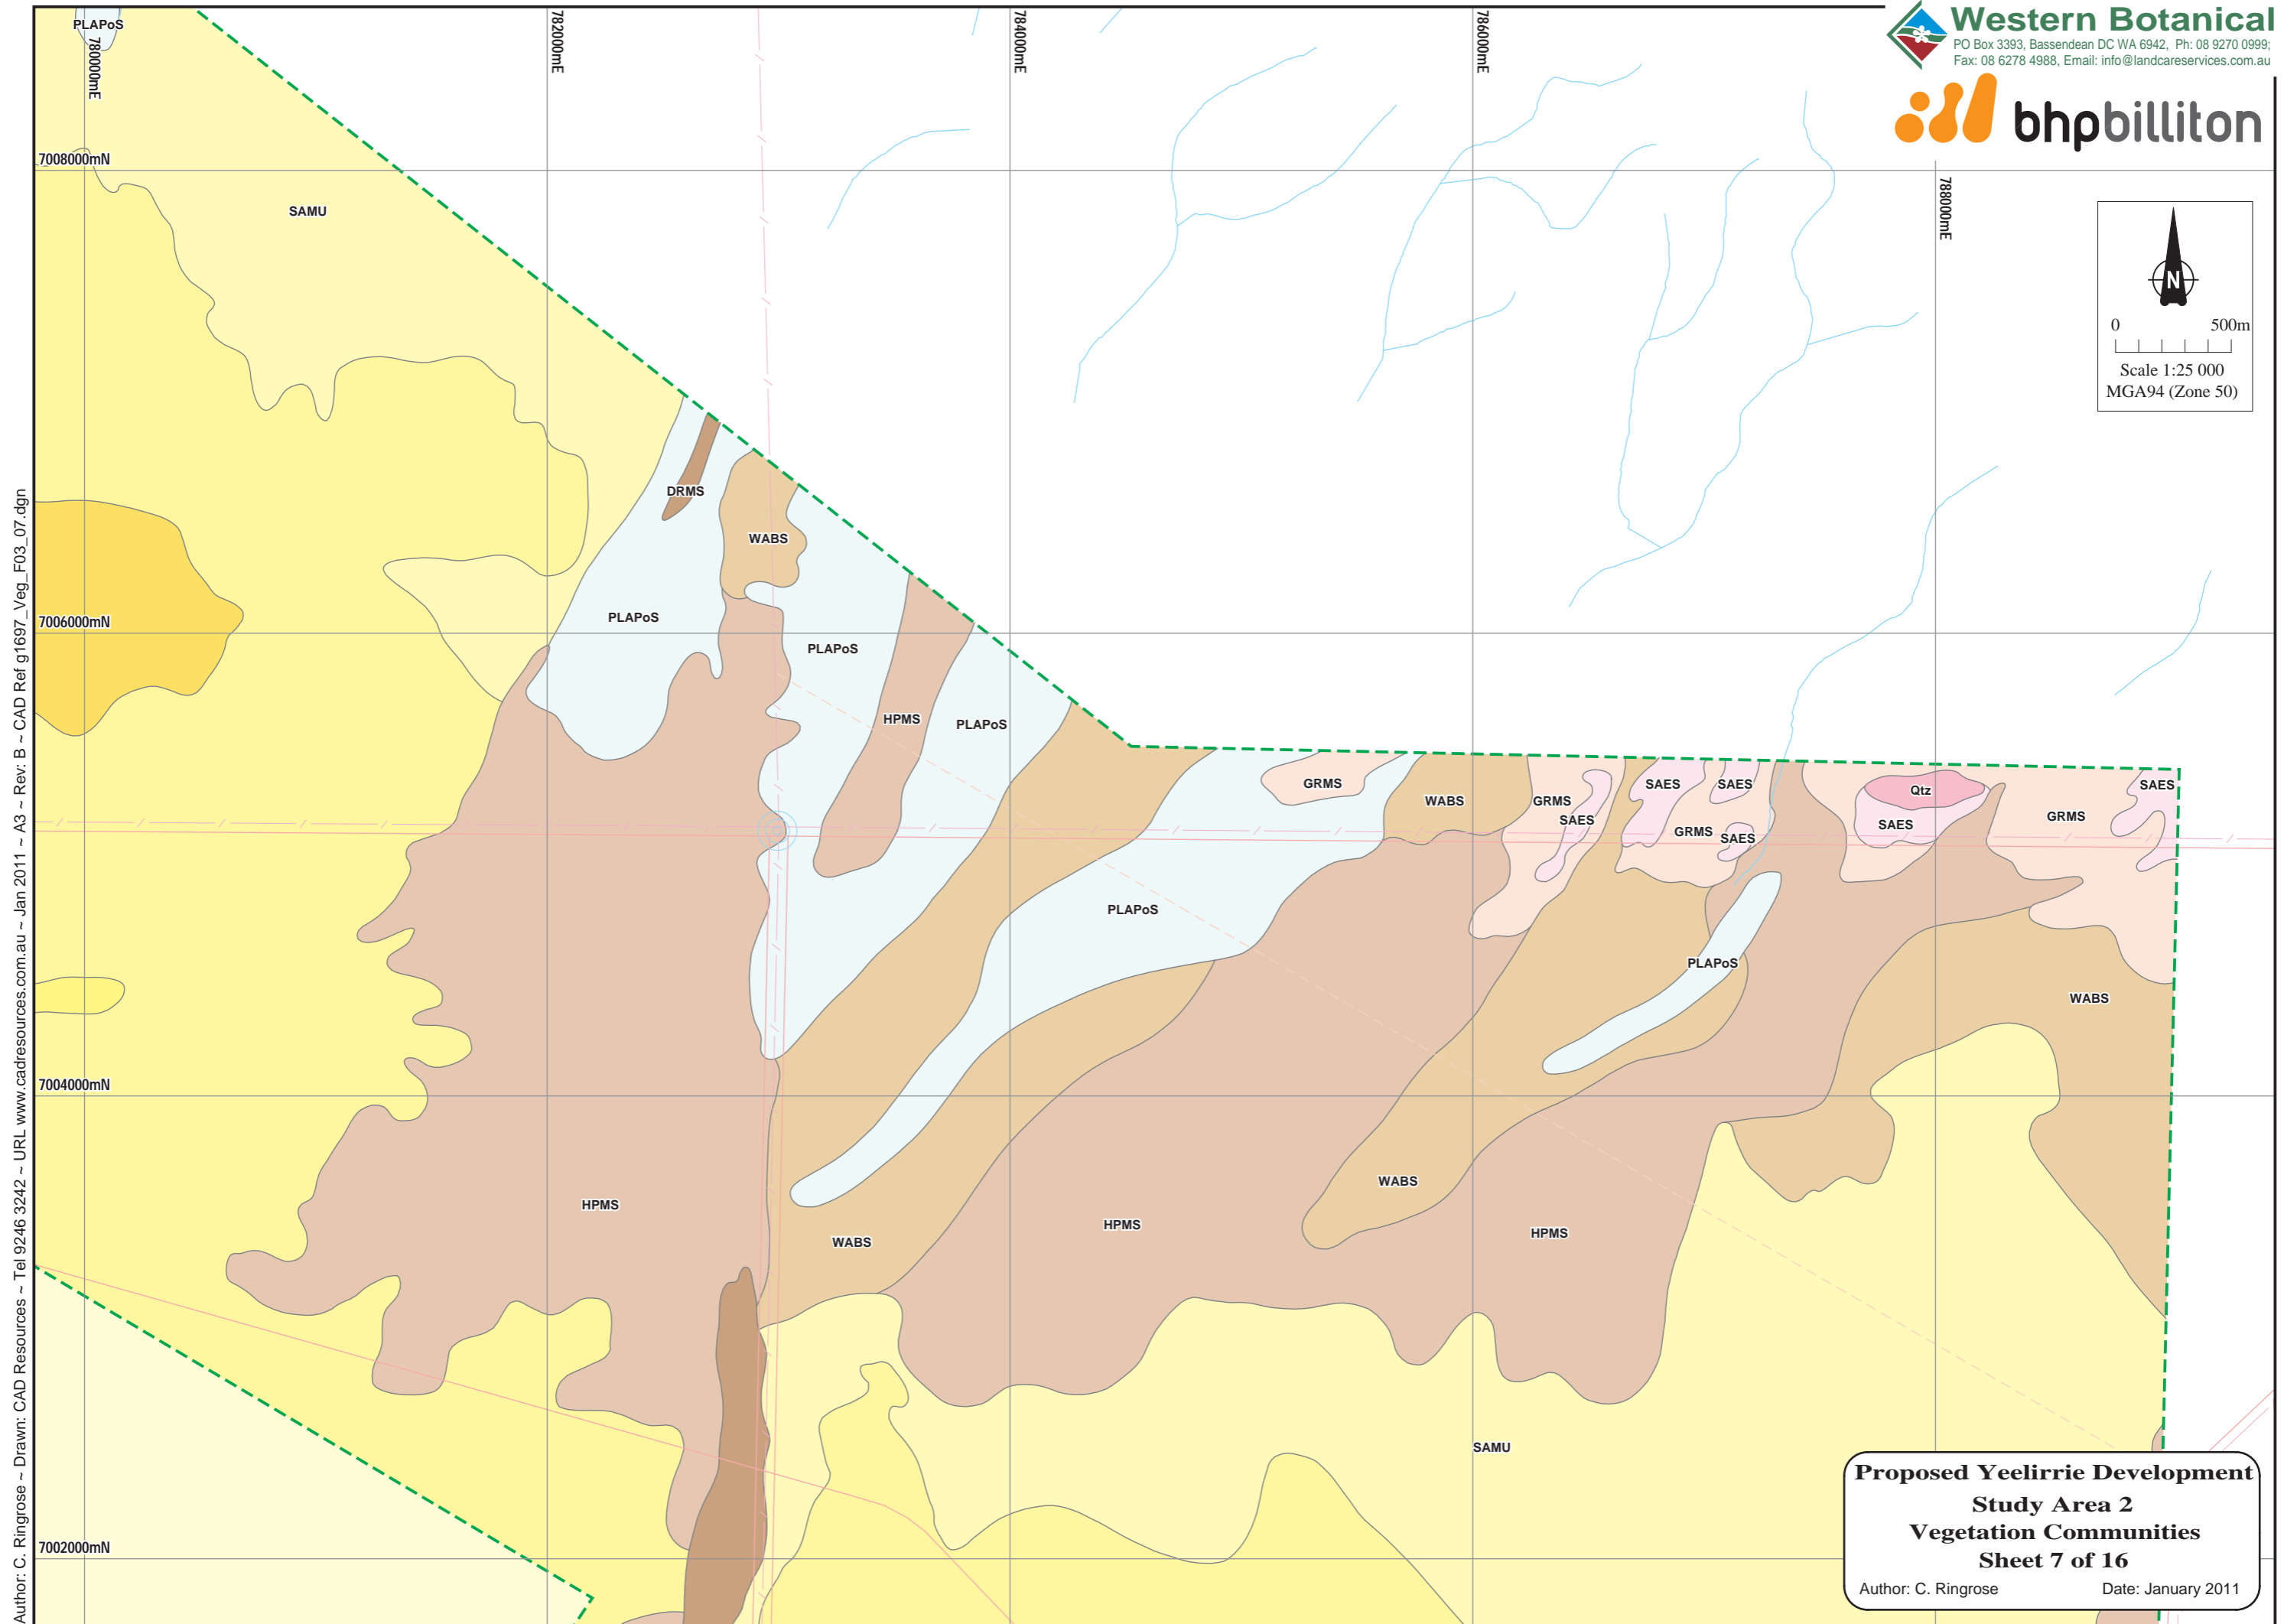 Western Botanical
PO Box 3393, Bassendean DC WA 6942, Ph: 08 9270 0999;
Fax: 08 6278 4988, Email: info@landcareservices.com.au
bhpbilliton
780000mE
782000mE
784000mE
786000mE
788000mE
PLAPoS
7008000mN
SAMU
N
0 500m
Scale 1:25 000
MGA94 (Zone 50)
DRMS
WABS
PLAPoS
7006000mN
PLAPoS
HPMS
PLAPoS
GRMS
WABS
GRMS
SAES
SAES
SAES
GRMS
SAES
Qtz
SAES
GRMS
SAES
PLAPoS
PLAPoS
WABS
7004000mN
HPMS
WABS
HPMS
WABS
HPMS
SAMU
7002000mN
Proposed Yeelirrie Development
Study Area 2
Vegetation Communities
Sheet 7 of 16
Author: C. Ringrose Date: January 2011
Author: C. Ringrose ~ Drawn: CAD Resources ~ Tel 9246 3242 ~ URL www.cadresources.com.au ~ Jan 2011 ~ A3 ~ Rev: B ~ CAD Ref g1697_Veg_F03_07.dgn